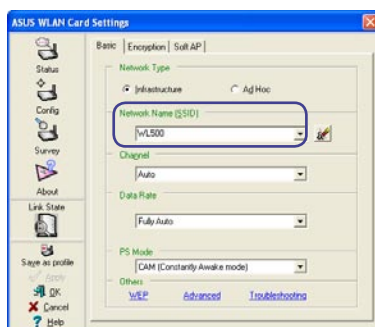 ASUS WLAN Card Settings
Status
Config
Survey
About
Link State
Save as profile
Apply
OK
Cancel
Help
Basic
Encryption
Soft AP
Network Type
Infrastructure
Ad Hoc
Network Name (SSID)
WL500
Channel
Auto
Data Rate
Fully Auto
PS Mode
CAM (Constantly Awake mode)
Others
WEP
Advanced
Troubleshooting